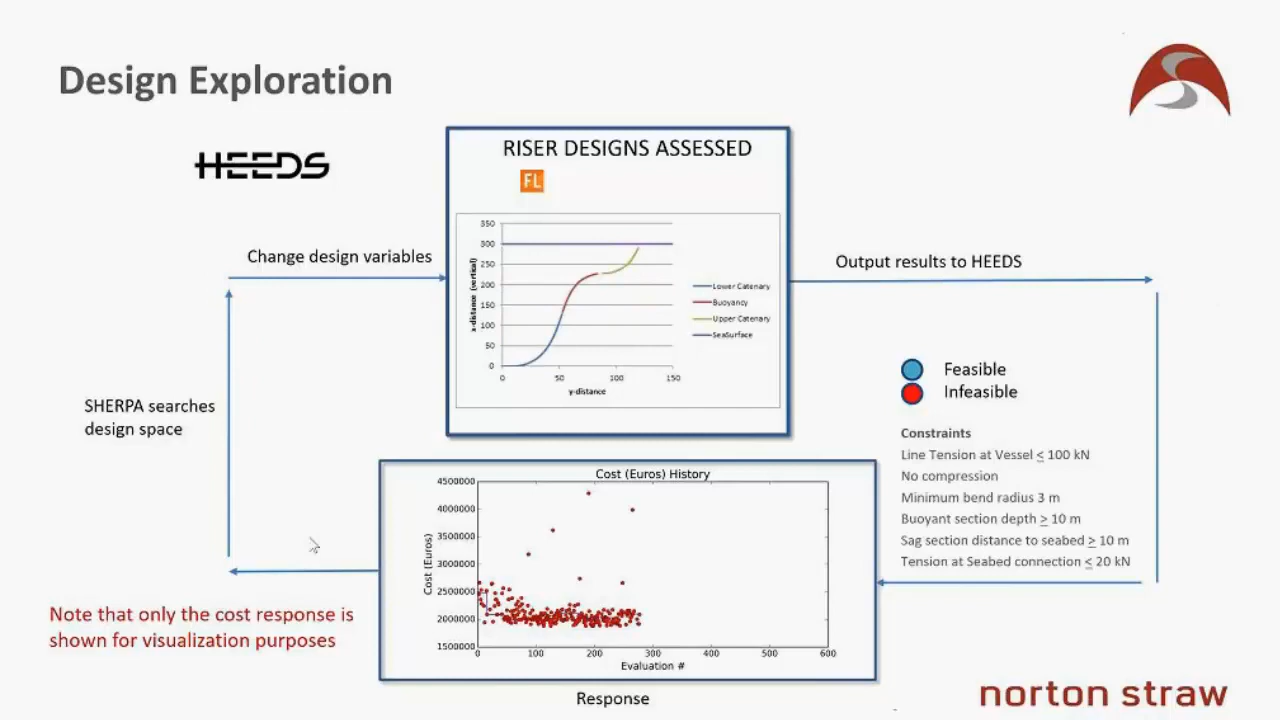 Design Exploration
HEEDS
RISER DESIGNS ASSESSED
FL
Change design variables
Output results to HEEDS
350
300
250
200
150
100
50
0
x-distance (vertical)
0 50 100 150
y-distance
Lower Catenary
Buoyancy
Upper Catenary
SeaSurface
SHERPA searches
design space
Feasible
Infeasible
Constraints
Line Tension at Vessel ≤ 100 kN
No compression
Minimum bend radius 3 m
Buoyant section depth ≥ 10 m
Sag section distance to seabed ≥ 10 m
Tension at Seabed connection ≤ 20 kN
Cost (Euros) History
4500000
4000000
3500000
3000000
2500000
2000000
1500000
Cost (Euros)
0 100 200 300 400 500 600
Evaluation #
Response
Note that only the cost response is
shown for visualization purposes
norton straw